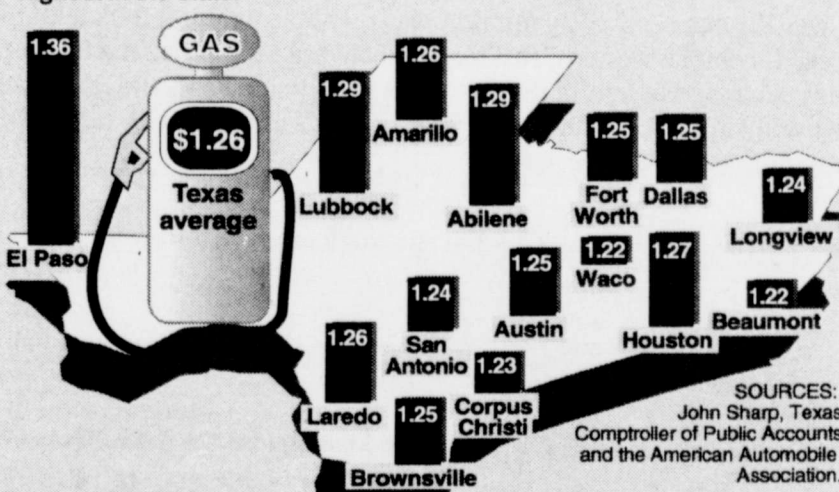 1.36
El Paso
GAS
$1.26
Texas
average
1.29
Lubbock
1.26
Amarillo
1.29
Abilene
1.25
Fort
Worth
1.25
Dallas
1.24
Longview
1.22
Waco
1.27
Houston
1.22
Beaumont
1.25
Austin
1.24
San
Antonio
1.26
Laredo
1.23
Corpus
Christi
1.25
Brownsville
SOURCES:
John Sharp, Texas
Comptroller of Public Accounts
and the American Automobile
Association